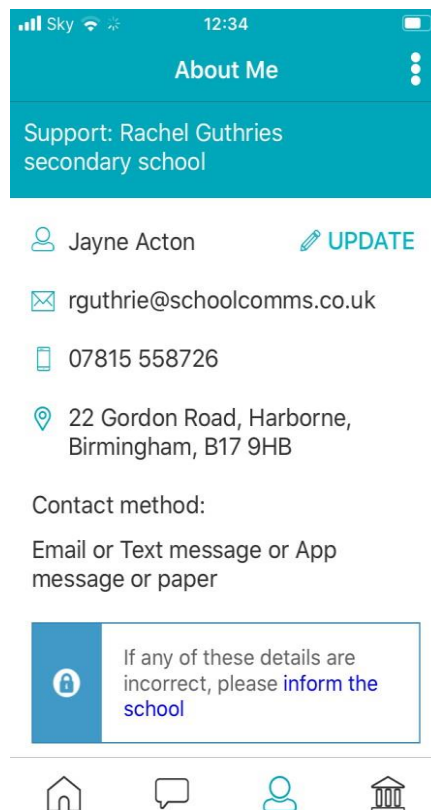 Sky 12:34
About Me
Support: Rachel Guthries
secondary school
Jayne Acton UPDATE
rguthrie@schoolcomms.co.uk
07815 558726
22 Gordon Road, Harborne,
Birmingham, B17 9HB
Contact method:
Email or Text message or App
message or paper
If any of these details are
incorrect, please inform the
school